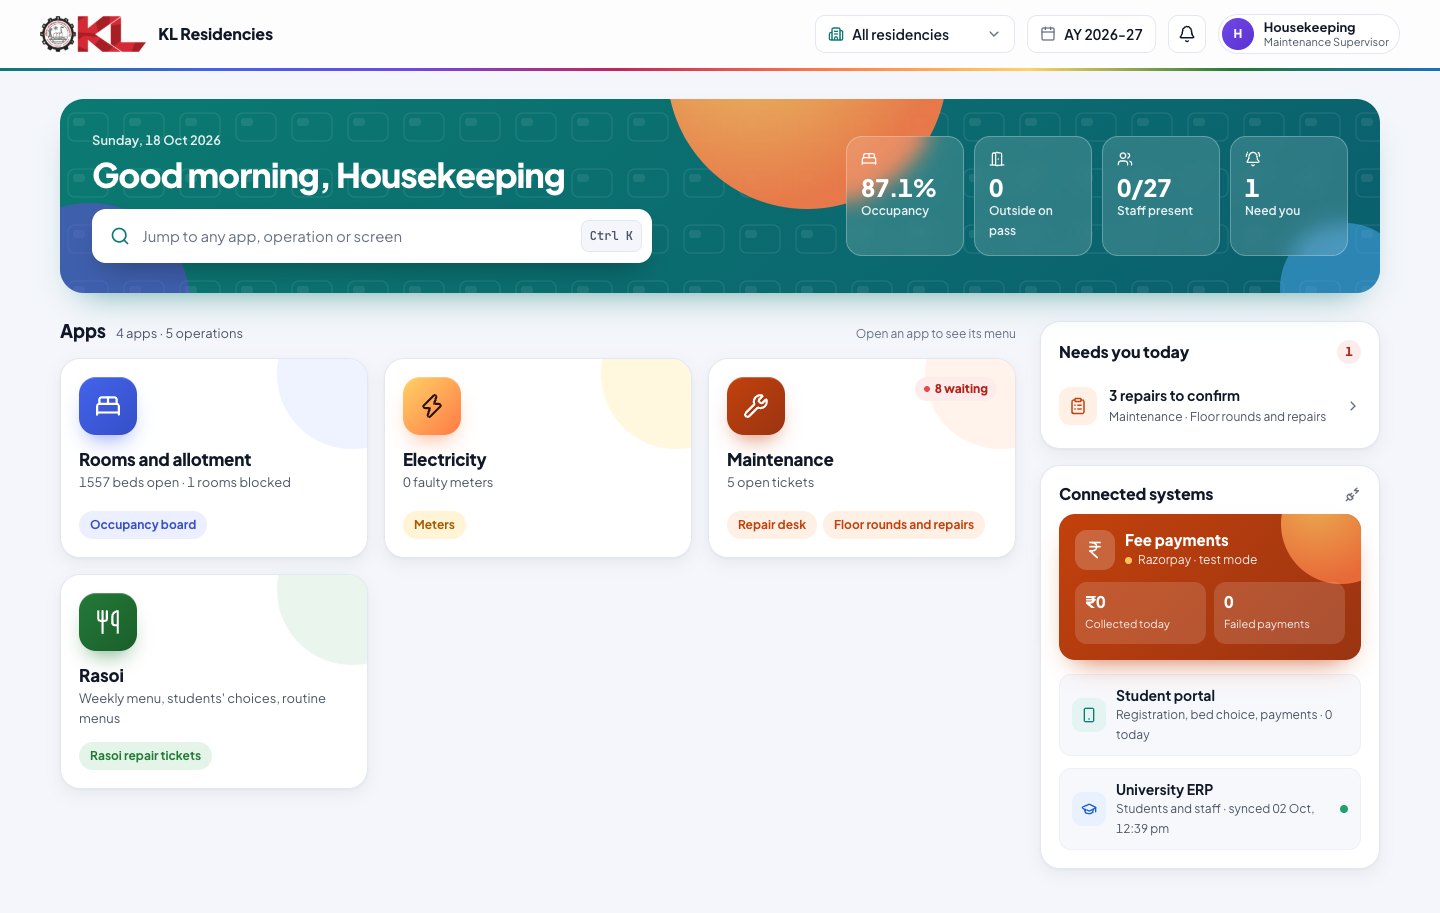 KL
KL Residencies
All residencies
AY 2026-27
H
Housekeeping
Maintenance Supervisor
Sunday, 18 Oct 2026
Good morning, Housekeeping
Jump to any app, operation or screen
Ctrl K
87.1%
Occupancy
0
Outside on
pass
0/27
Staff present
1
Need you
Apps
4 apps · 5 operations
Open an app to see its menu
Rooms and allotment
1557 beds open · 1 rooms blocked
Occupancy board
Electricity
0 faulty meters
Meters
8 waiting
Maintenance
5 open tickets
Repair desk
Floor rounds and repairs
Rasoi
Weekly menu, students' choices, routine
menus
Rasoi repair tickets
Needs you today
1
3 repairs to confirm
Maintenance · Floor rounds and repairs
Connected systems
₹
Fee payments
Razorpay · test mode
₹0
Collected today
0
Failed payments
Student portal
Registration, bed choice, payments · 0
today
University ERP
Students and staff · synced 02 Oct,
12:39 pm